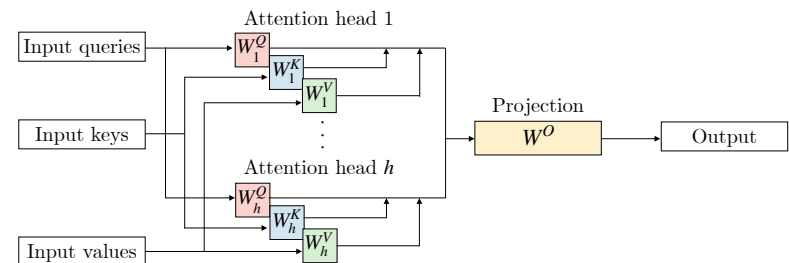 Attention head 1
Input queries
W_1^Q
W_1^K
W_1^V
Input keys
Projection
W^O
Output
Attention head h
W_h^Q
W_h^K
W_h^V
Input values